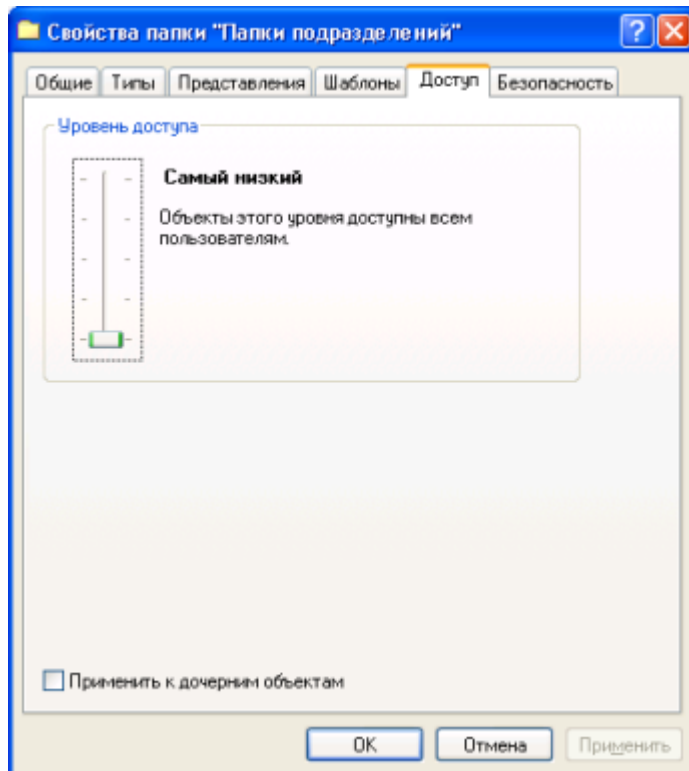 Свойства папки "Папки подразделений"
Общие Типы Представления Шаблоны Доступ Безопасность
Уровень доступа
Самый низкий
Объекты этого уровня доступны всем
пользователям.
Применить к дочерним объектам
ОК Отмена Применить